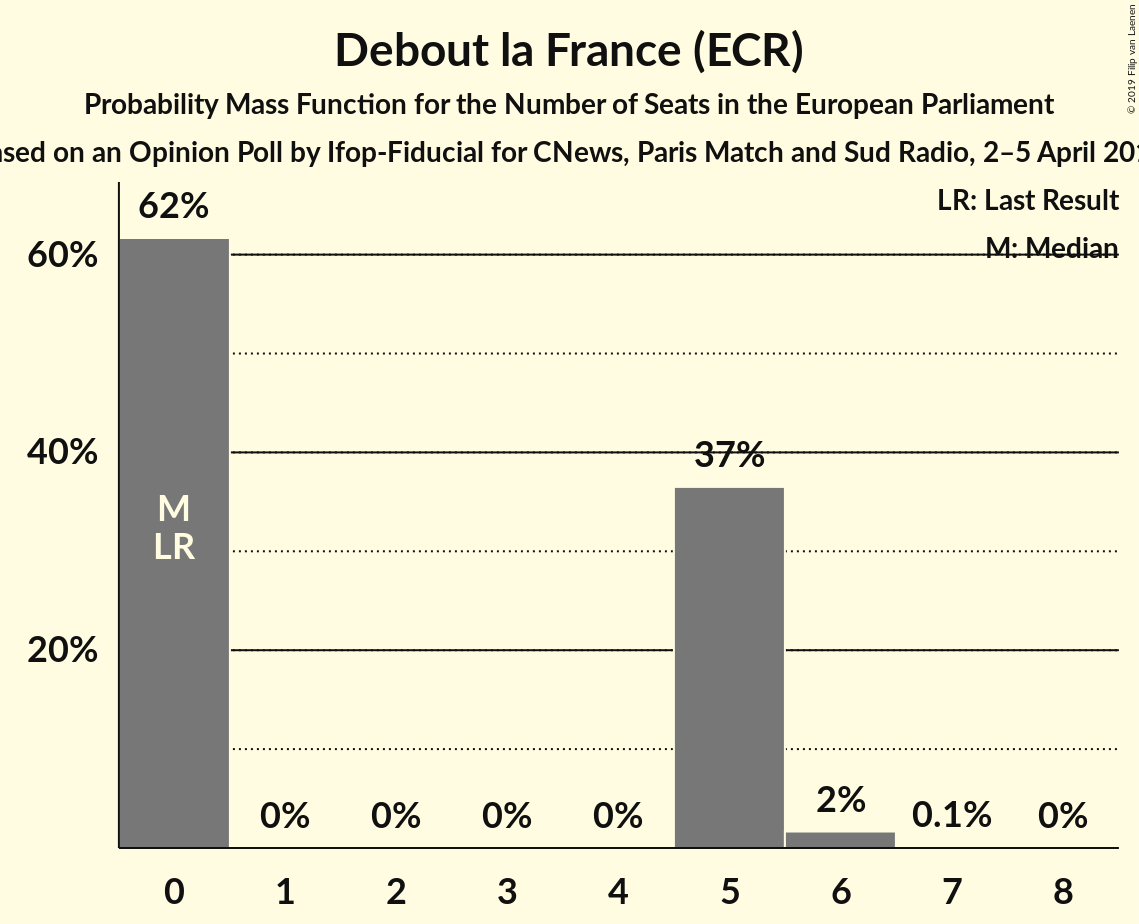 Debout la France (ECR)
Probability Mass Function for the Number of Seats in the European Parliament
on an Opinion Poll by Ifop-Fiducial for CNews, Paris Match and Sud Radio, 2–5 April
© 2019 Filip van Laenen
LR: Last Result
M: Median
62%
60%
40%
20%
M
LR
0%
0%
0%
0%
37%
2%
0.1%
0%
0
1
2
3
4
5
6
7
8